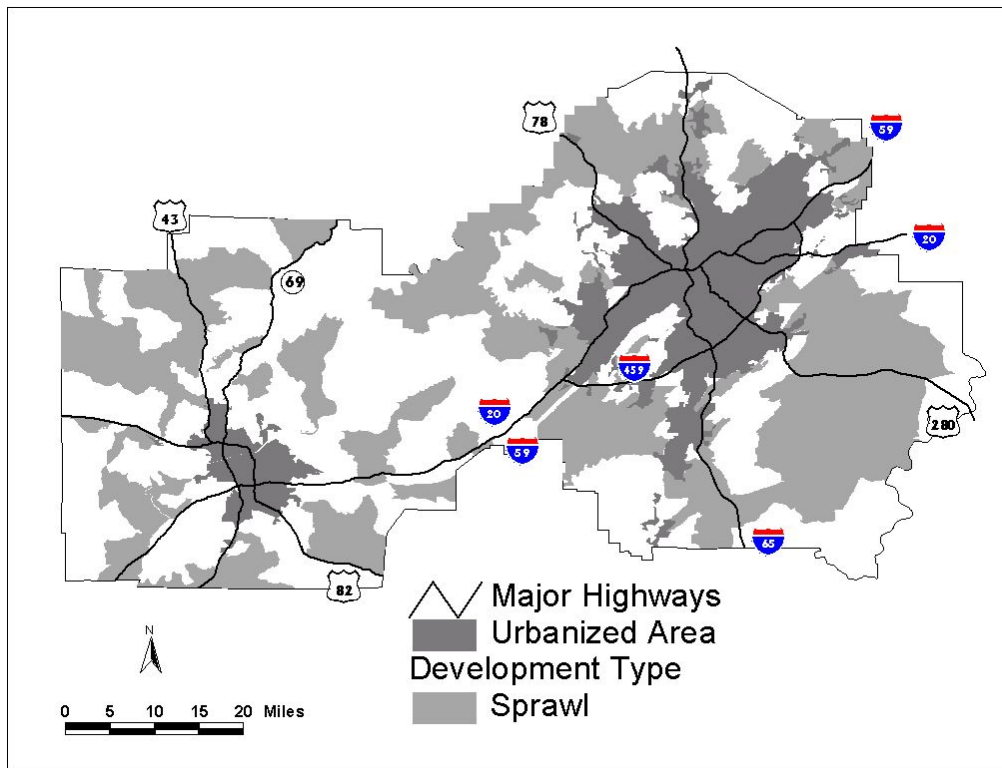 78
59
43
20
69
459
20
280
59
65
82
Major Highways
Urbanized Area
Development Type
Sprawl
N
0 5 10 15 20 Miles